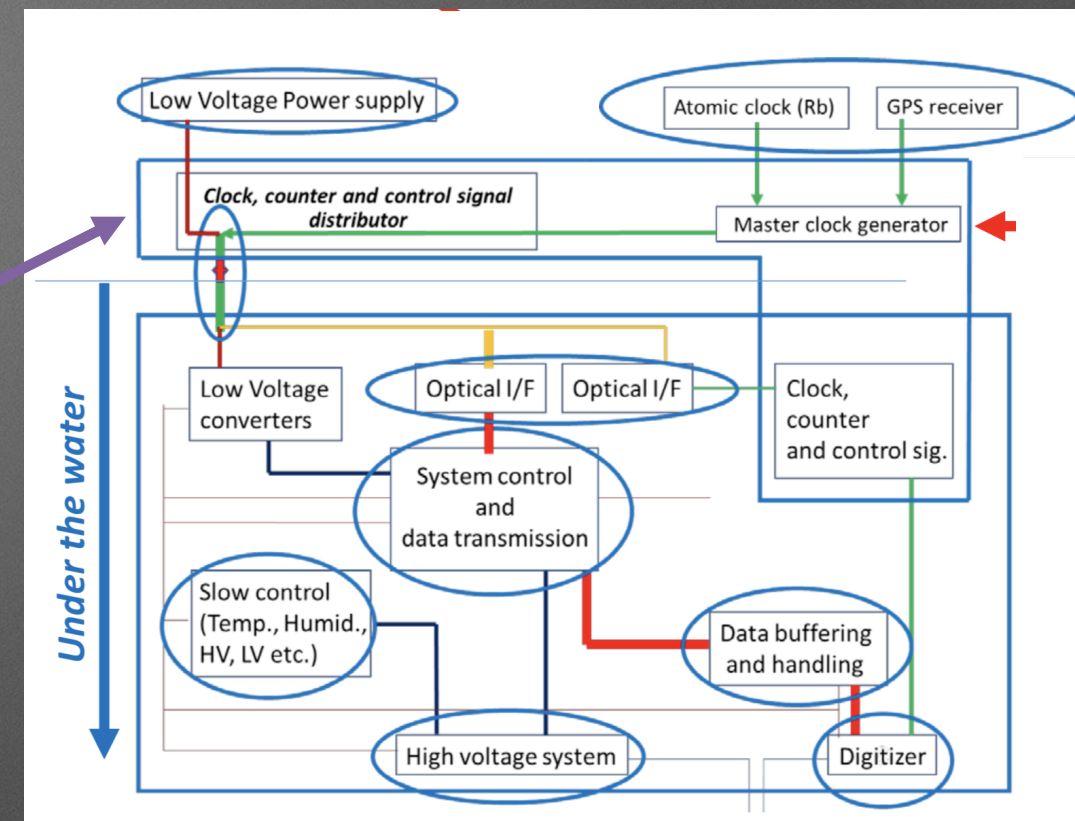 Low Voltage Power supply
Atomic clock (Rb)
GPS receiver
Clock, counter and control signal
distributor
Master clock generator
Under the water
Low Voltage
converters
Optical I/F
Optical I/F
Clock,
counter
and control sig.
System control
and
data transmission
Slow control
(Temp., Humid.,
HV, LV etc.)
Data buffering
and handling
High voltage system
Digitizer